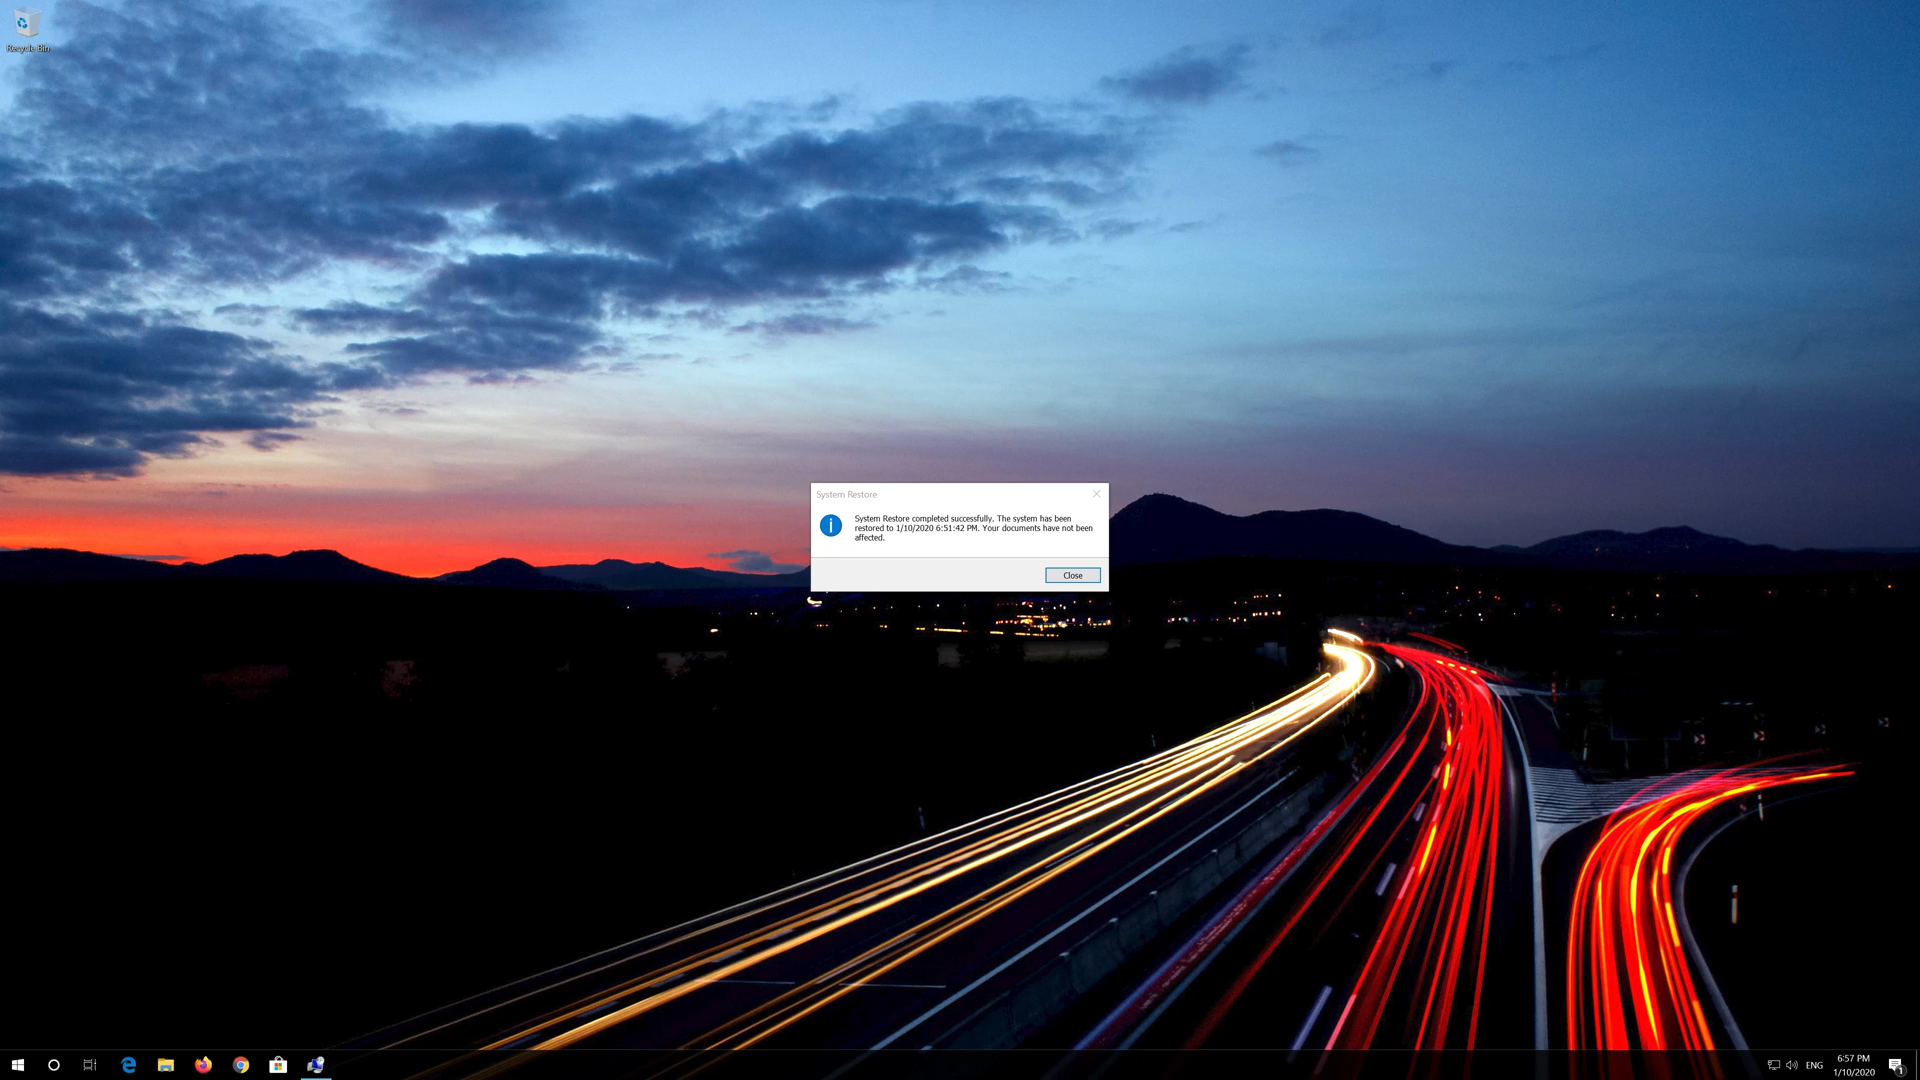 Recycle Bin
System Restore
System Restore completed successfully. The system has been
restored to 1/10/2020 6:51:42 PM. Your documents have not been
affected.
Close
ENG
6:57 PM
1/10/2020
1